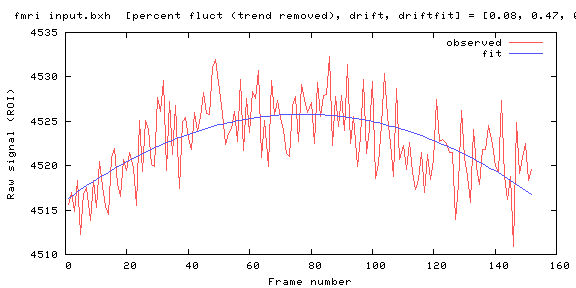 fmri input.bxh [percent fluct (trend removed), drift, driftfit] = [0.08, 0.47, 0
4535
4530
4525
4520
4515
4510
observed
fit
Raw signal (ROI)
0 20 40 60 80 100 120 140 160
Frame number